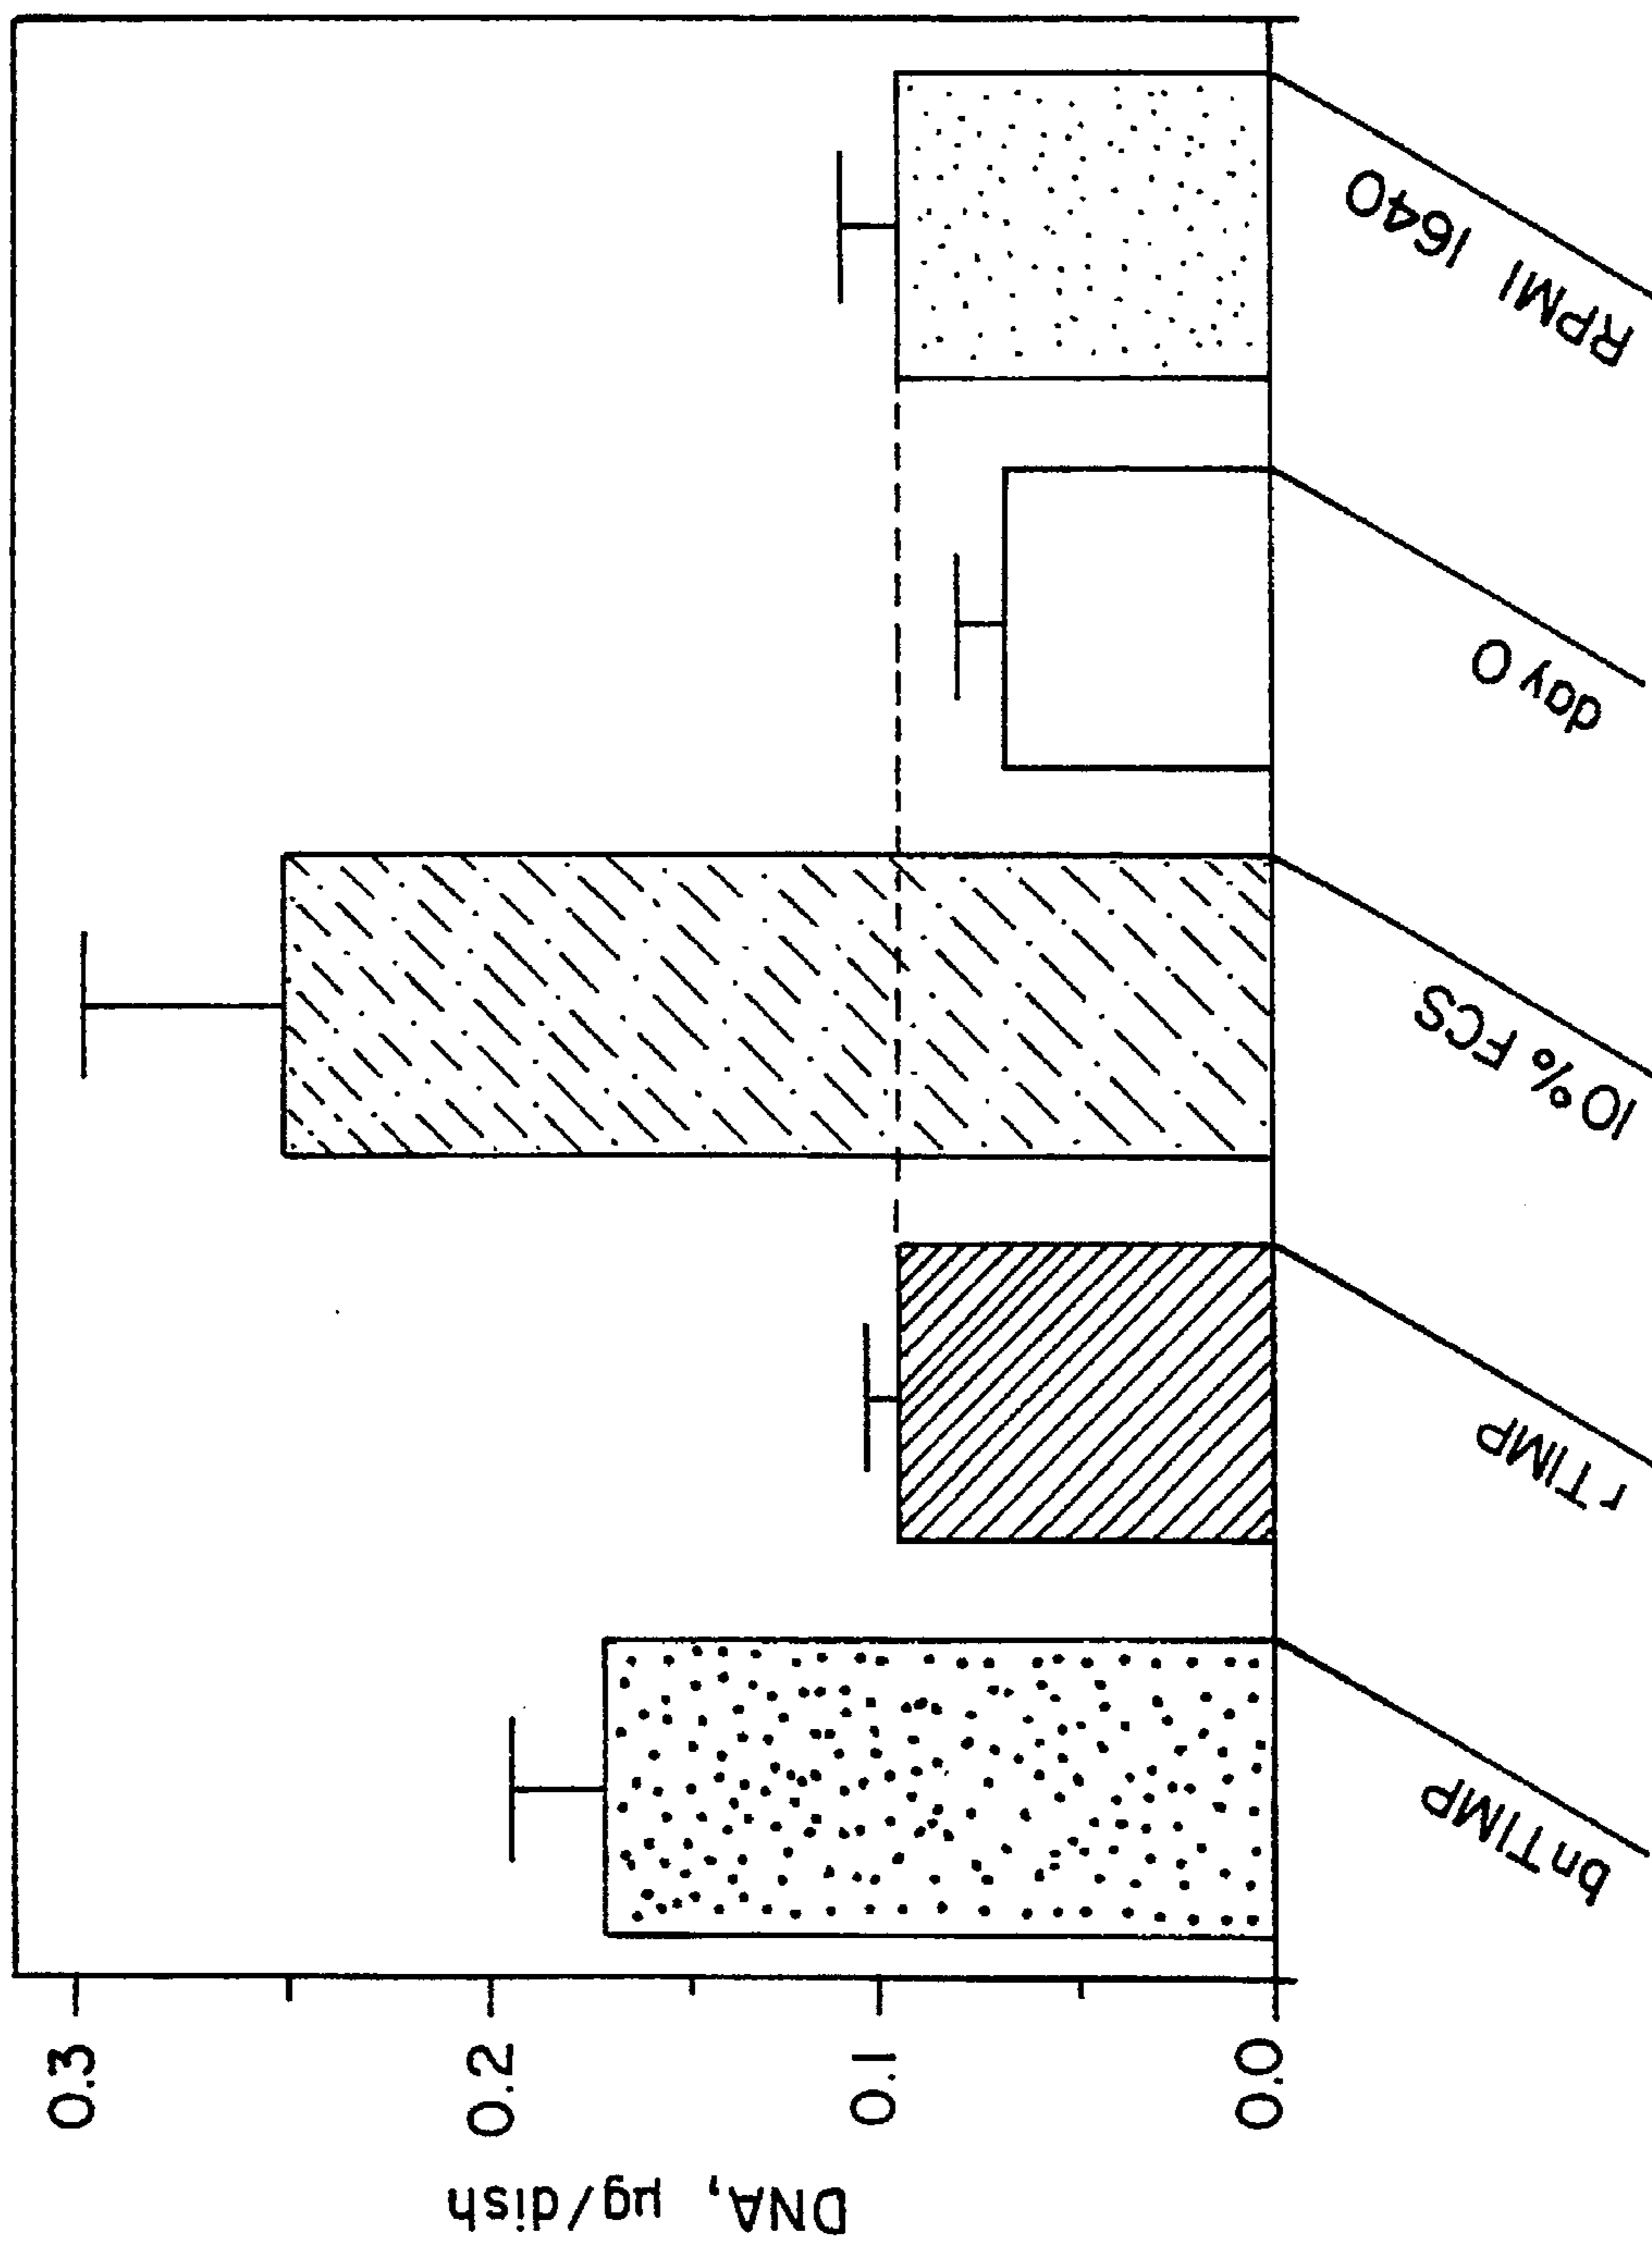 DNA, µg/dish
0.3
0.2
0.1
0.0
bnTIMP
rTIMP
10% FCS
day 0
RPMI 1640